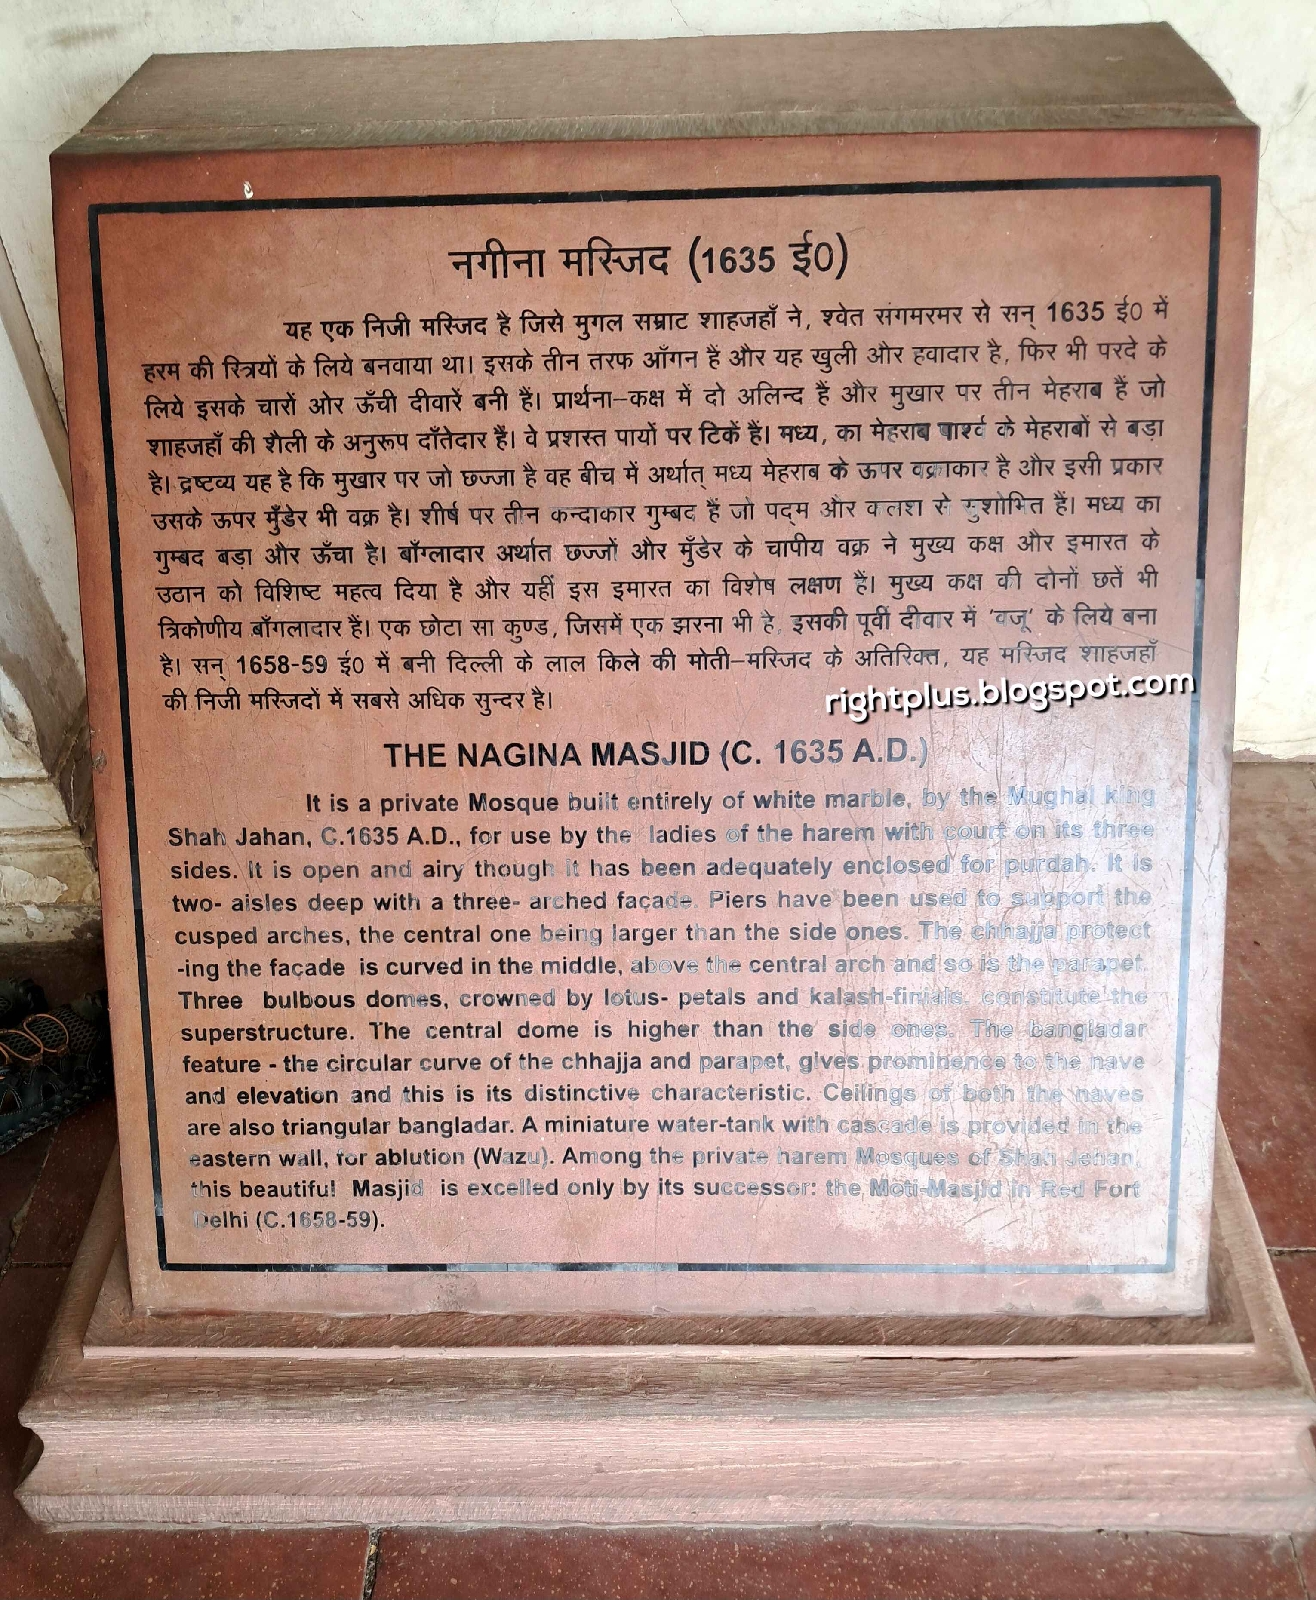 नगीना मस्जिद (1635 ई0)
यह एक निजी मस्जिद है जिसे मुगल सम्राट शाहजहाँ ने, श्वेत संगमरमर से सन् 1635 ई0 में
हरम की स्त्रियों के लिये बनवाया था। इसके तीन तरफ आँगन हैं और यह खुली और हवादार है, फिर भी परदे के
लिये इसके चारों ओर ऊँची दीवारें बनी हैं। प्रार्थना–कक्ष में दो अलिन्द हैं और मुखार पर तीन मेहराब हैं जो
शाहजहाँ की शैली के अनुरूप दाँतेदार हैं। वे प्रशस्त पायों पर टिकें है। मध्य, का मेहराब पार्श्व के मेहराबों से बड़ा
है। द्रष्टव्य यह है कि मुखार पर जो छज्जा है वह बीच में अर्थात् मध्य मेहराब के ऊपर वक्राकार है और इसी प्रकार
उसके ऊपर मुँडेर भी वक्र है। शीर्ष पर तीन कन्दाकार गुम्बद हैं जो पद्म और कलश से सुशोभित हैं। मध्य का
गुम्बद बड़ा और ऊँचा है। बाँग्लादार अर्थात छज्जों और मुँडेर के चापीय वक्र ने मुख्य कक्ष और इमारत के
उठान को विशिष्ट महत्व दिया है और यहीं इस इमारत का विशेष लक्षण हैं। मुख्य कक्ष की दोनों छतें भी
त्रिकोणीय बाँगलादार हैं। एक छोटा सा कुण्ड, जिसमें एक झरना भी है, इसकी पूर्वी दीवार में 'वजू' के लिये बना
है। सन् 1658-59 ई0 में बनी दिल्ली के लाल किले की मोती–मस्जिद के अतिरिक्त, यह मस्जिद शाहजहाँ
की निजी मस्जिदों में सबसे अधिक सुन्दर है।
rightplus.blogspot.com
THE NAGINA MASJID (C. 1635 A.D.)
It is a private Mosque built entirely of white marble, by the Mughal king
Shah Jahan, C.1635 A.D., for use by the ladies of the harem with court on its three
sides. It is open and airy though it has been adequately enclosed for purdah. It is
two- aisles deep with a three- arched façade. Piers have been used to support the
cusped arches, the central one being larger than the side ones. The chhajja protect
-ing the façade is curved in the middle, above the central arch and so is the parapet.
Three bulbous domes, crowned by lotus- petals and kalash-finials, constitute the
superstructure. The central dome is higher than the side ones. The bangladar
feature - the circular curve of the chhajja and parapet, gives prominence to the nave
and elevation and this is its distinctive characteristic. Ceilings of both the naves
are also triangular bangladar. A miniature water-tank with cascade is provided in the
eastern wall, for ablution (Wazu). Among the private harem Mosques of Shah Jahan,
this beautiful Masjid is excelled only by its successor: the Moti-Masjid in Red Fort
Delhi (C.1658-59).